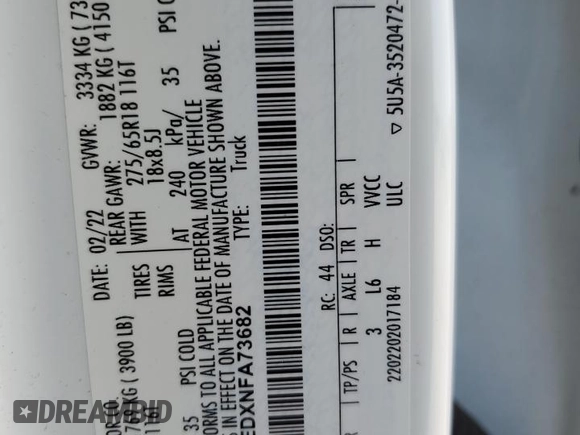 DATE: 02/22 GVWR: 3334 KG ( 73
REAR GAWR: 1882 KG ( 4150
1769 KG ( 3900 LB) WITH 275/65R18 116T
TIRES
RIMS 18x8.5J
35 PSI COLD AT 240 kPa/ 35 PSI C
ORMS TO ALL APPLICABLE FEDERAL MOTOR VEHICLE
IN EFFECT ON THE DATE OF MANUFACTURE SHOWN ABOVE.
EDXNFA73682 TYPE: Truck
RC: 44 DSO:
TP/PS R AXLE TR SPR
3 L6 H VVCC
2202202017184 ULC
▽ 5U5A-3520472-
DREAMBID